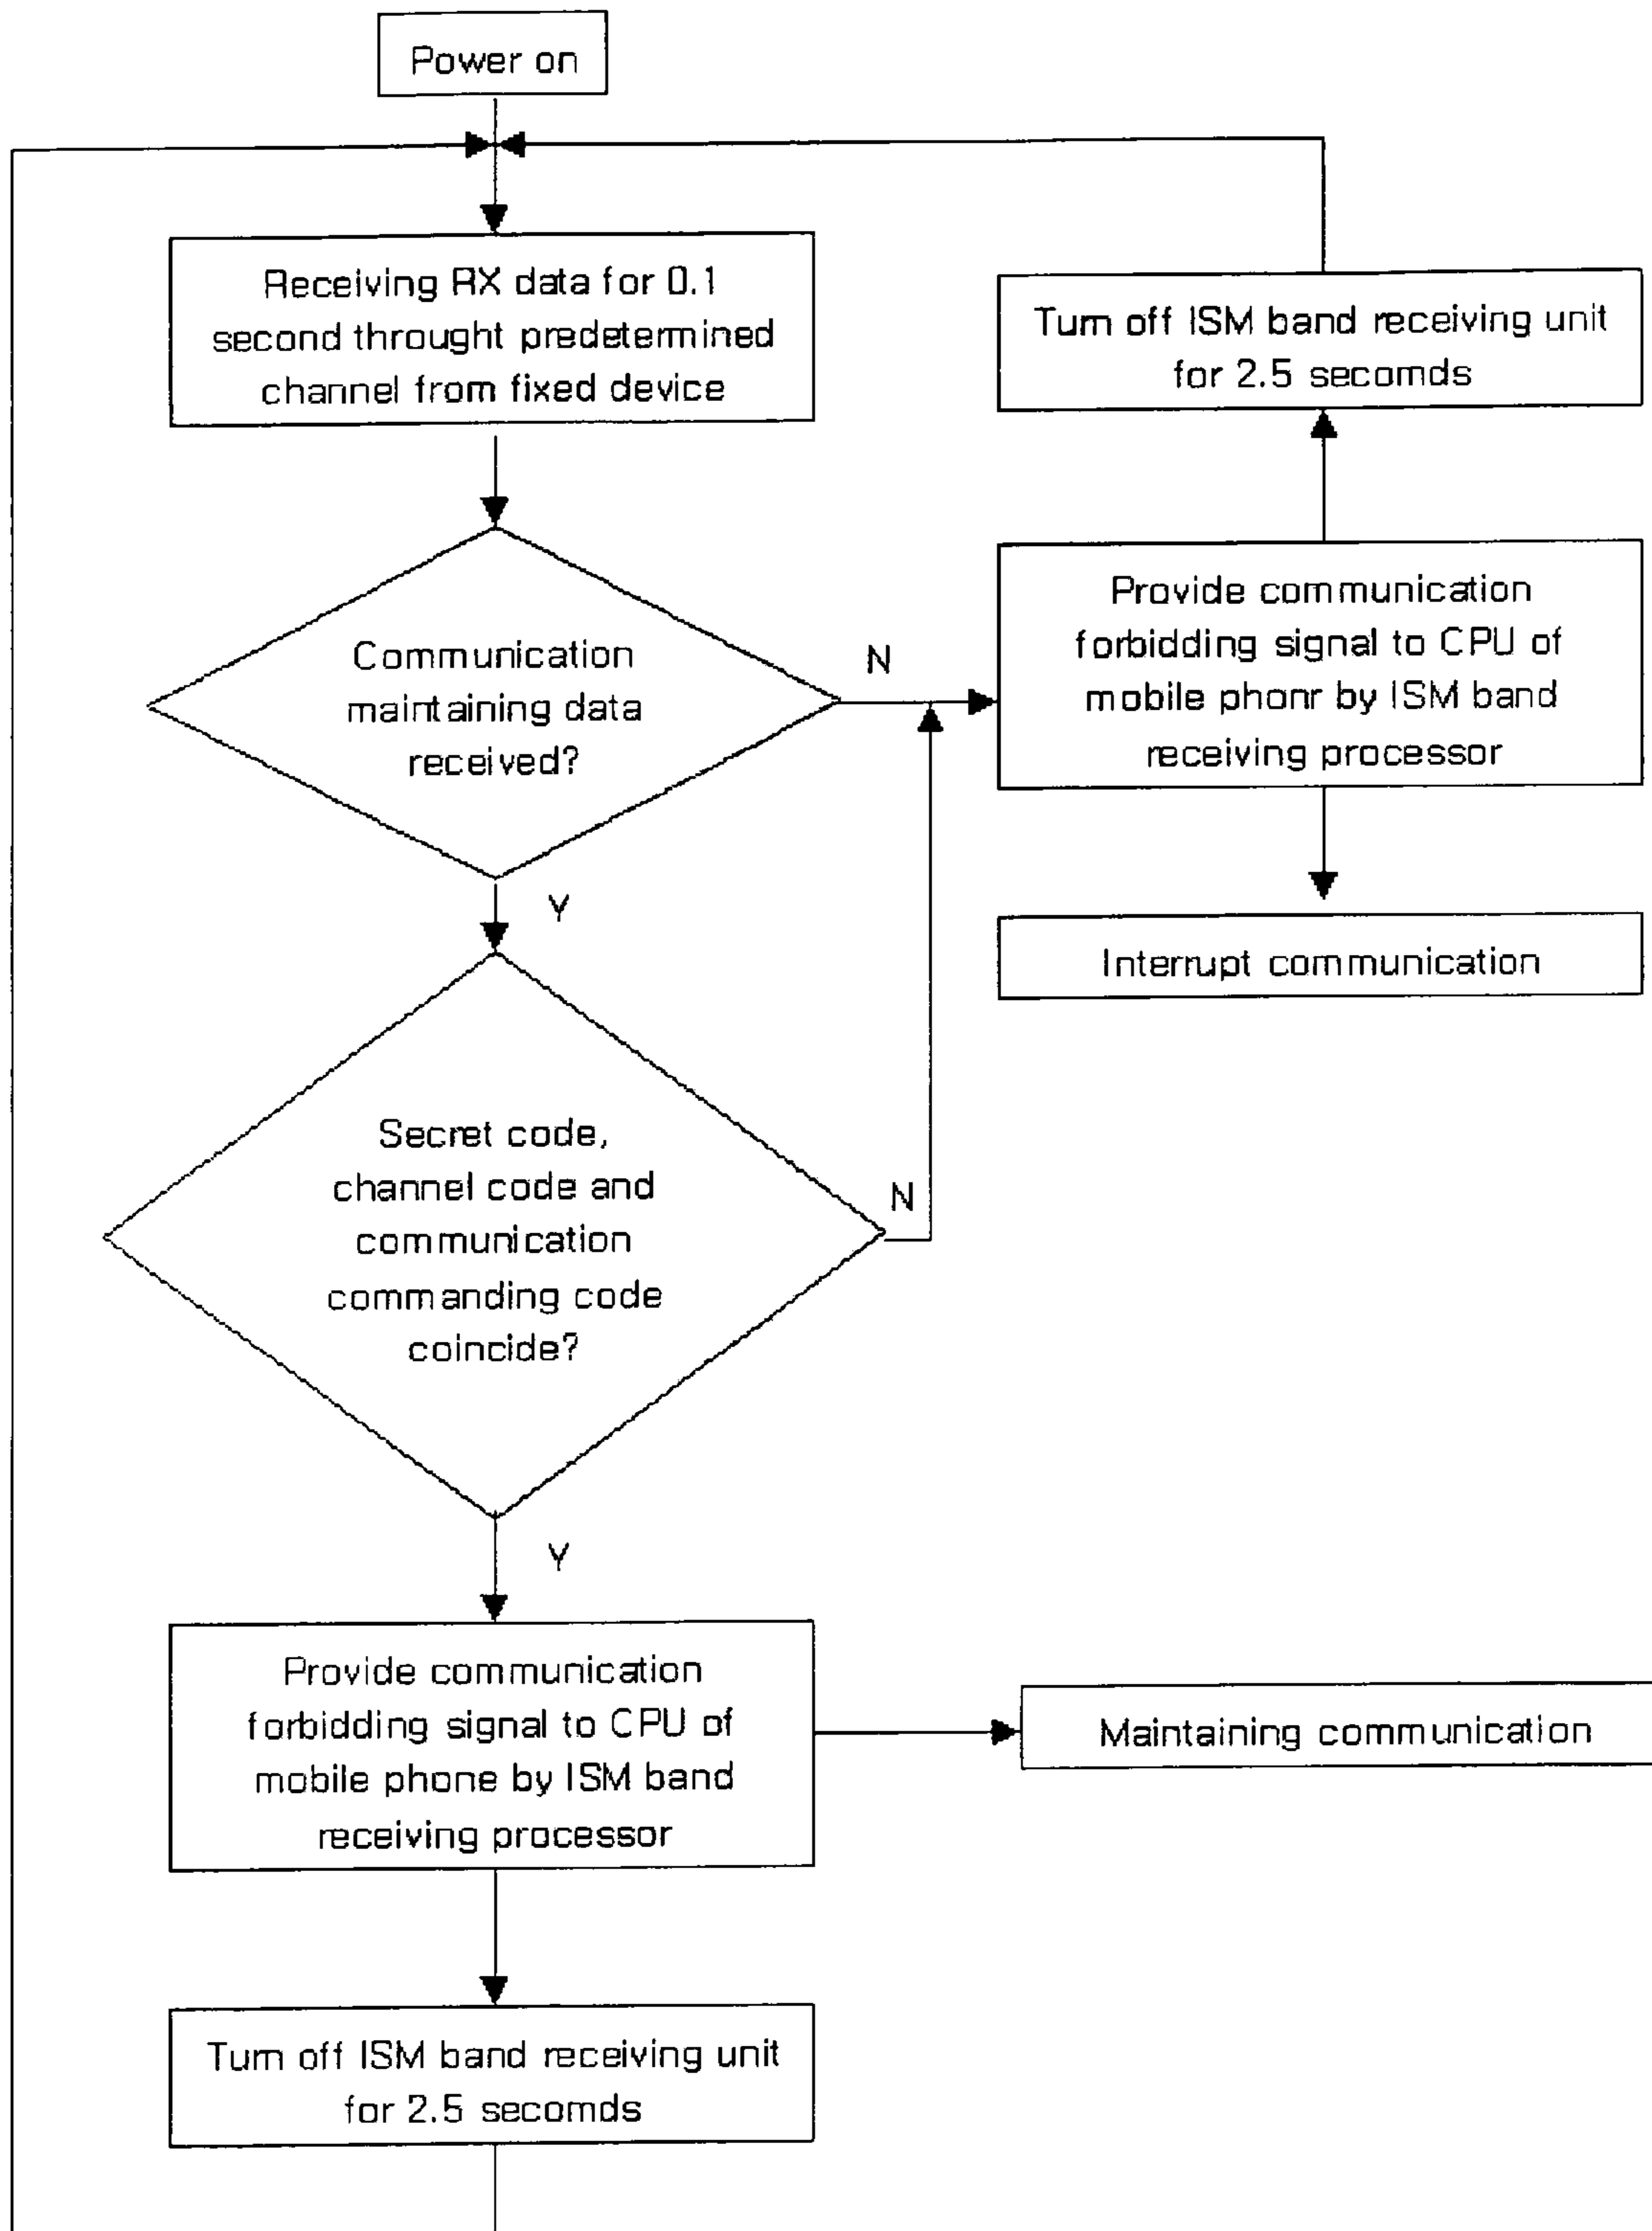 Power on
Receiving RX data for 0.1
second throught predetermined
channel from fixed device
Turn off ISM band receiving unit
for 2.5 secomds
Communication
maintaining data
received?
N
Provide communication
forbidding signal to CPU of
mobile phonr by ISM band
receiving processor
Y
Interrupt communication
Secret code,
channel code and
communication
commanding code
coincide?
N
Y
Provide communication
forbidding signal to CPU of
mobile phone by ISM band
receiving processor
Maintaining communication
Turn off ISM band receiving unit
for 2.5 secomds